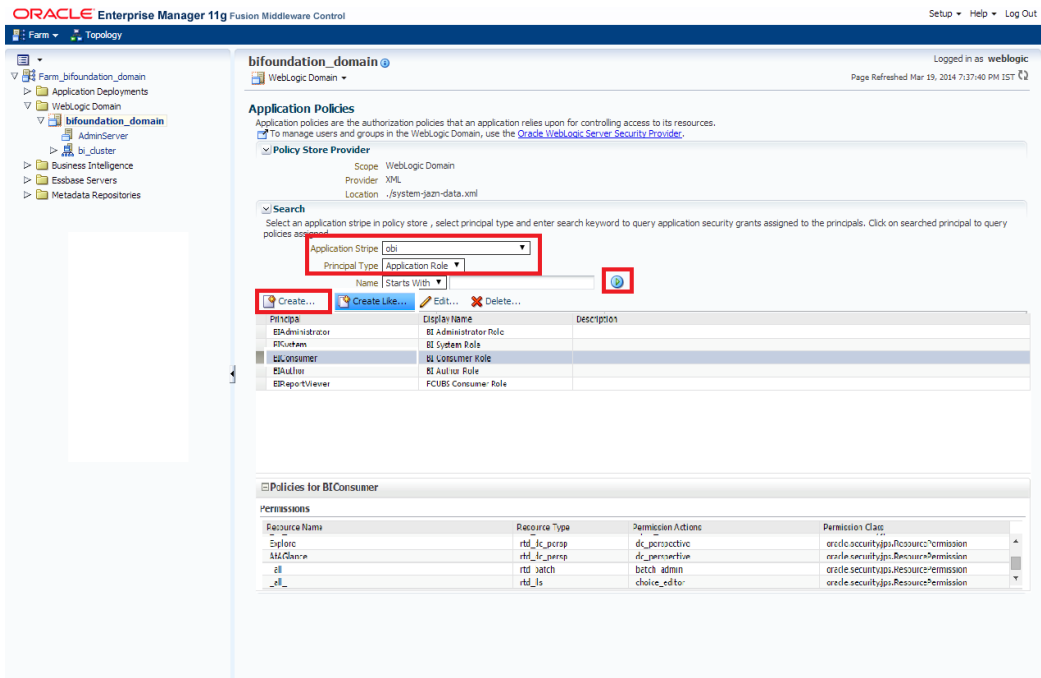 ORACLE Enterprise Manager 11g Fusion Middleware Control
Setup Help Log Out
Farm Topology
Farm_bifoundation_domain
Application Deployments
WebLogic Domain
bifoundation_domain
AdminServer
bi_cluster
Business Intelligence
Essbase Servers
Metadata Repositories
bifoundation_domain
Logged in as weblogic
WebLogic Domain
Page Refreshed Mar 19, 2014 7:37:40 PM IST
Application Policies
Application policies are the authorization policies that an application relies upon for controlling access to its resources.
To manage users and groups in the WebLogic Domain, use the Oracle WebLogic Server Security Provider.
Policy Store Provider
Scope WebLogic Domain
Provider XML
Location ./system-jazn-data.xml
Search
Select an application stripe in policy store , select principal type and enter search keyword to query application security grants assigned to the principals. Click on searched principal to query
policies assigned
Application Stripe obi
Principal Type Application Role
Name Starts With
Create... Create Like... Edit... Delete...
Principal Display Name Description
BIAdministrator BI Administrator Role
BISystem BI System Role
BIConsumer BI Consumer Role
BIAuthor BI Author Role
BIReportViewer FCUBS Consumer Role
Policies for BIConsumer
Permissions
Resource Name Resource Type Permission Actions Permission Class
Explore rtd_dc_persp dc_perspective oracle.security.jps.ResourcePermission
AtAGlance rtd_dc_persp dc_perspective oracle.security.jps.ResourcePermission
_all_ rtd_batch batch_admin oracle.security.jps.ResourcePermission
_all_ rtd_ils choice_editor oracle.security.jps.ResourcePermission